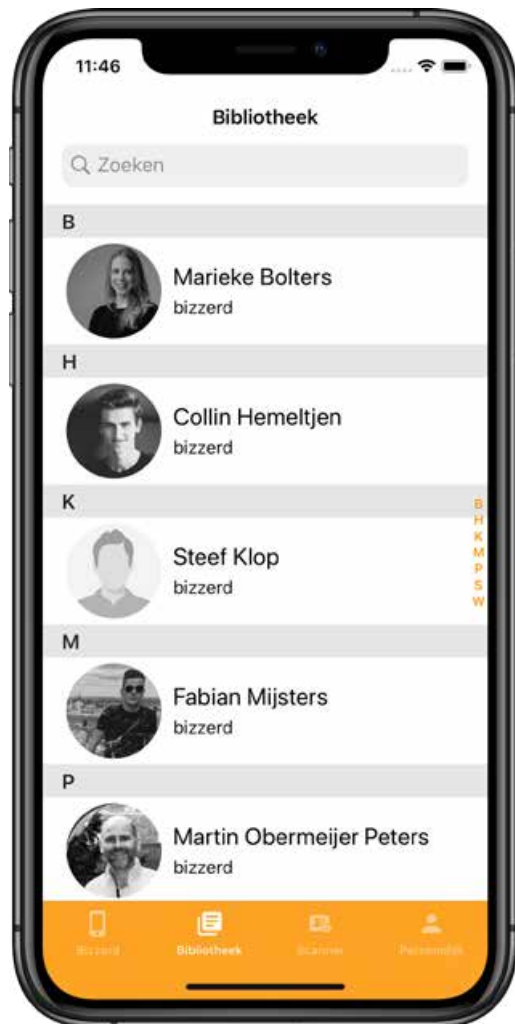 11:46
Bibliotheek
Zoeken
B
Marieke Bolters
bizzerd
H
Collin Hemeltjen
bizzerd
K
Steef Klop
bizzerd
M
Fabian Mijsters
bizzerd
P
Martin Obermeijer Peters
bizzerd
B
H
K
M
P
S
W
Bizzerd
Bibliotheek
Scanner
Persoonlijk